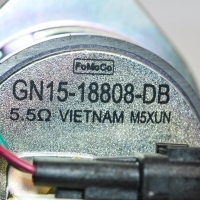 FoMoCo
GN15-18808-DB
5.5Ω VIETNAM M5XUN